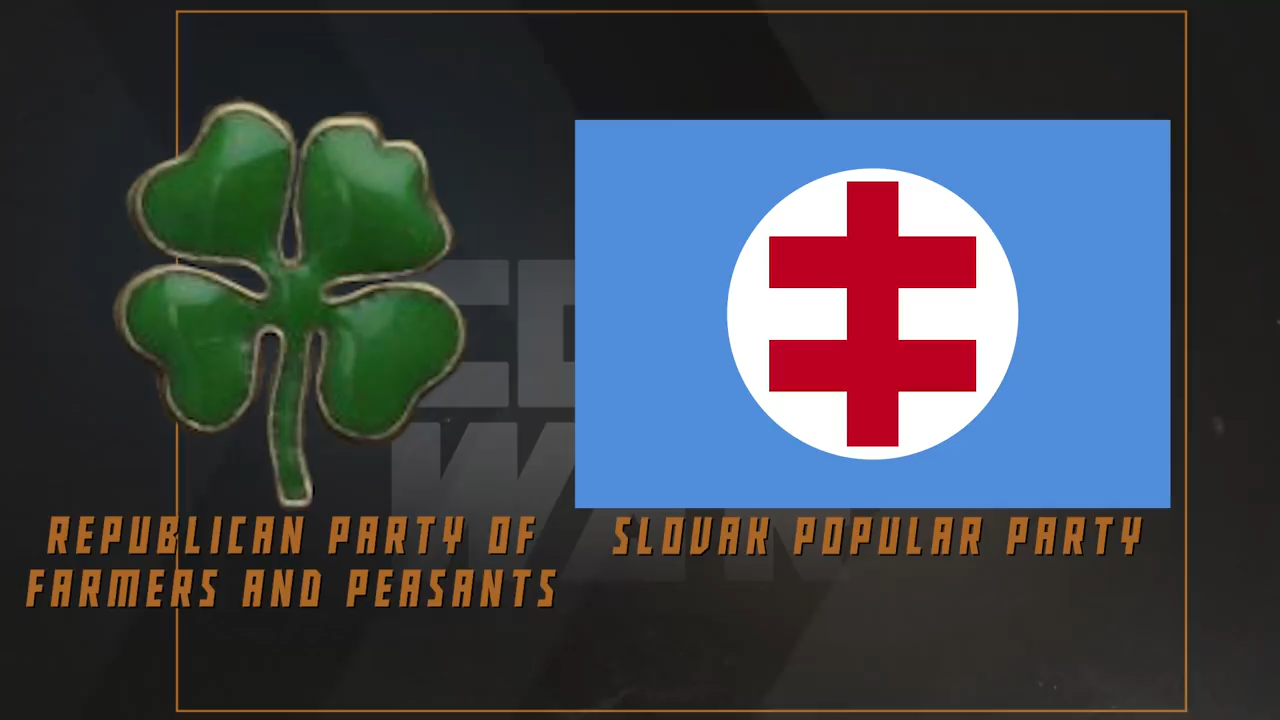 REPUBLICAN PARTY OF
FARMERS AND PEASANTS
SLOVAK POPULAR PARTY